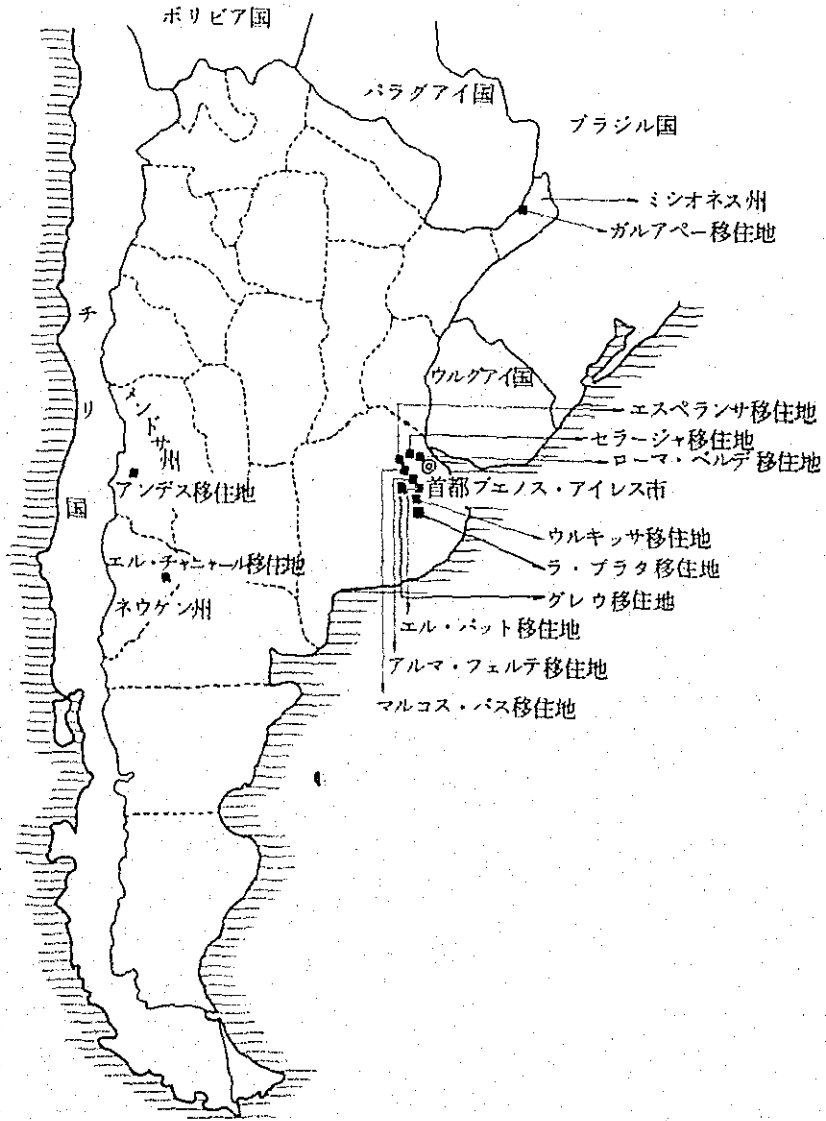 ボリビア国
パラグアイ国
ブラジル国
ミシオネス州
ガルアペー移住地
チリ国
ウルグアイ国
メンドサ州
エスペランサ移住地
セラージャ移住地
ローマ・ベルデ移住地
アンデス移住地
首都ブエノス・アイレス市
ウルキッサ移住地
エル・チャニャール移住地
ラ・プラタ移住地
ネウケン州
グレウ移住地
エル・パット移住地
アルマ・フェルテ移住地
マルコス・パス移住地